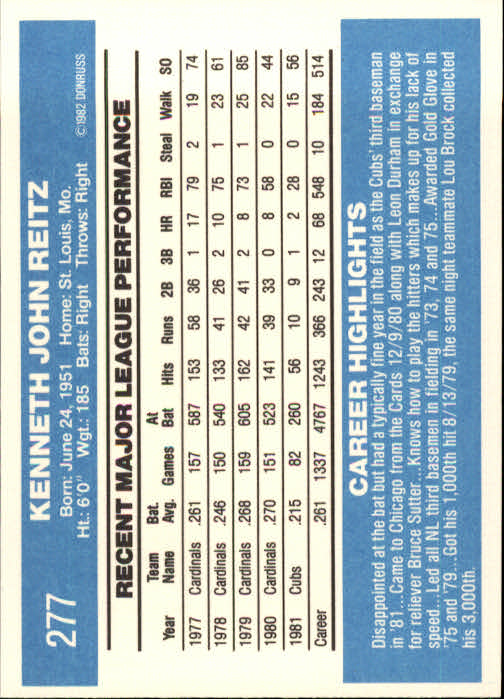 277
KENNETH JOHN REITZ
Born: June 24, 1951 Home: St. Louis, Mo.
Ht.: 6'0" Wgt.: 185 Bats: Right Throws: Right
©1982 DONRUSS
RECENT MAJOR LEAGUE PERFORMANCE
Year Team Name Bat. Avg. Games At Bat Hits Runs 2B 3B HR RBI Steal Walk SO
1977 Cardinals .261 157 587 153 58 36 1 17 79 2 19 74
1978 Cardinals .246 150 540 133 41 26 2 10 75 1 23 61
1979 Cardinals .268 159 605 162 42 41 2 8 73 1 25 85
1980 Cardinals .270 151 523 141 39 33 0 8 58 0 22 44
1981 Cubs .215 82 260 56 10 9 1 2 28 0 15 56
Career .261 1337 4767 1243 366 243 12 68 548 10 184 514
CAREER HIGHLIGHTS
Disappointed at the bat but had a typically fine year in the field as the Cubs' third baseman
in '81...Came to Chicago from the Cards 12/9/80 along with Leon Durham in exchange
for reliever Bruce Sutter...Knows how to play the hitters which makes up for his lack of
speed...Led all NL third basemen in fielding in '73, '74 and '75...Awarded Gold Glove in
'75 and '79...Got his 1,000th hit 8/13/79, the same night teammate Lou Brock collected
his 3,000th.